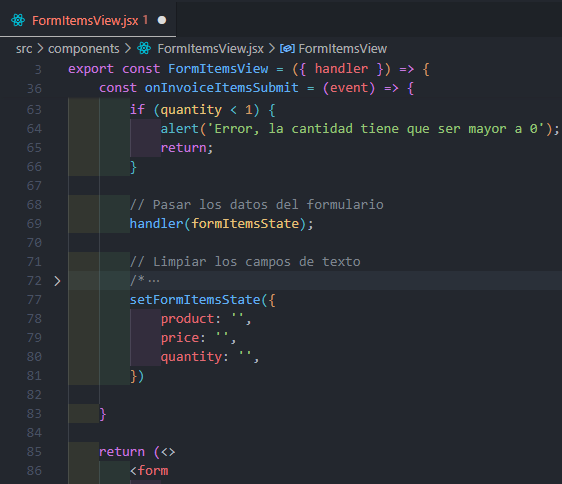 FormItemsView.jsx 1 ●
src > components > FormItemsView.jsx > FormItemsView
3 export const FormItemsView = ({ handler }) => {
36 const onInvoiceItemsSubmit = (event) => {
63 if (quantity < 1) {
64 alert('Error, la cantidad tiene que ser mayor a 0');
65 return;
66 }
67
68 // Pasar los datos del formulario
69 handler(formItemsState);
70
71 // Limpiar los campos de texto
72 > /*⋯
77 setFormItemsState({
78 product: '',
79 price: '',
80 quantity: '',
81 })
82
83 }
84
85 return (<>
86 <form